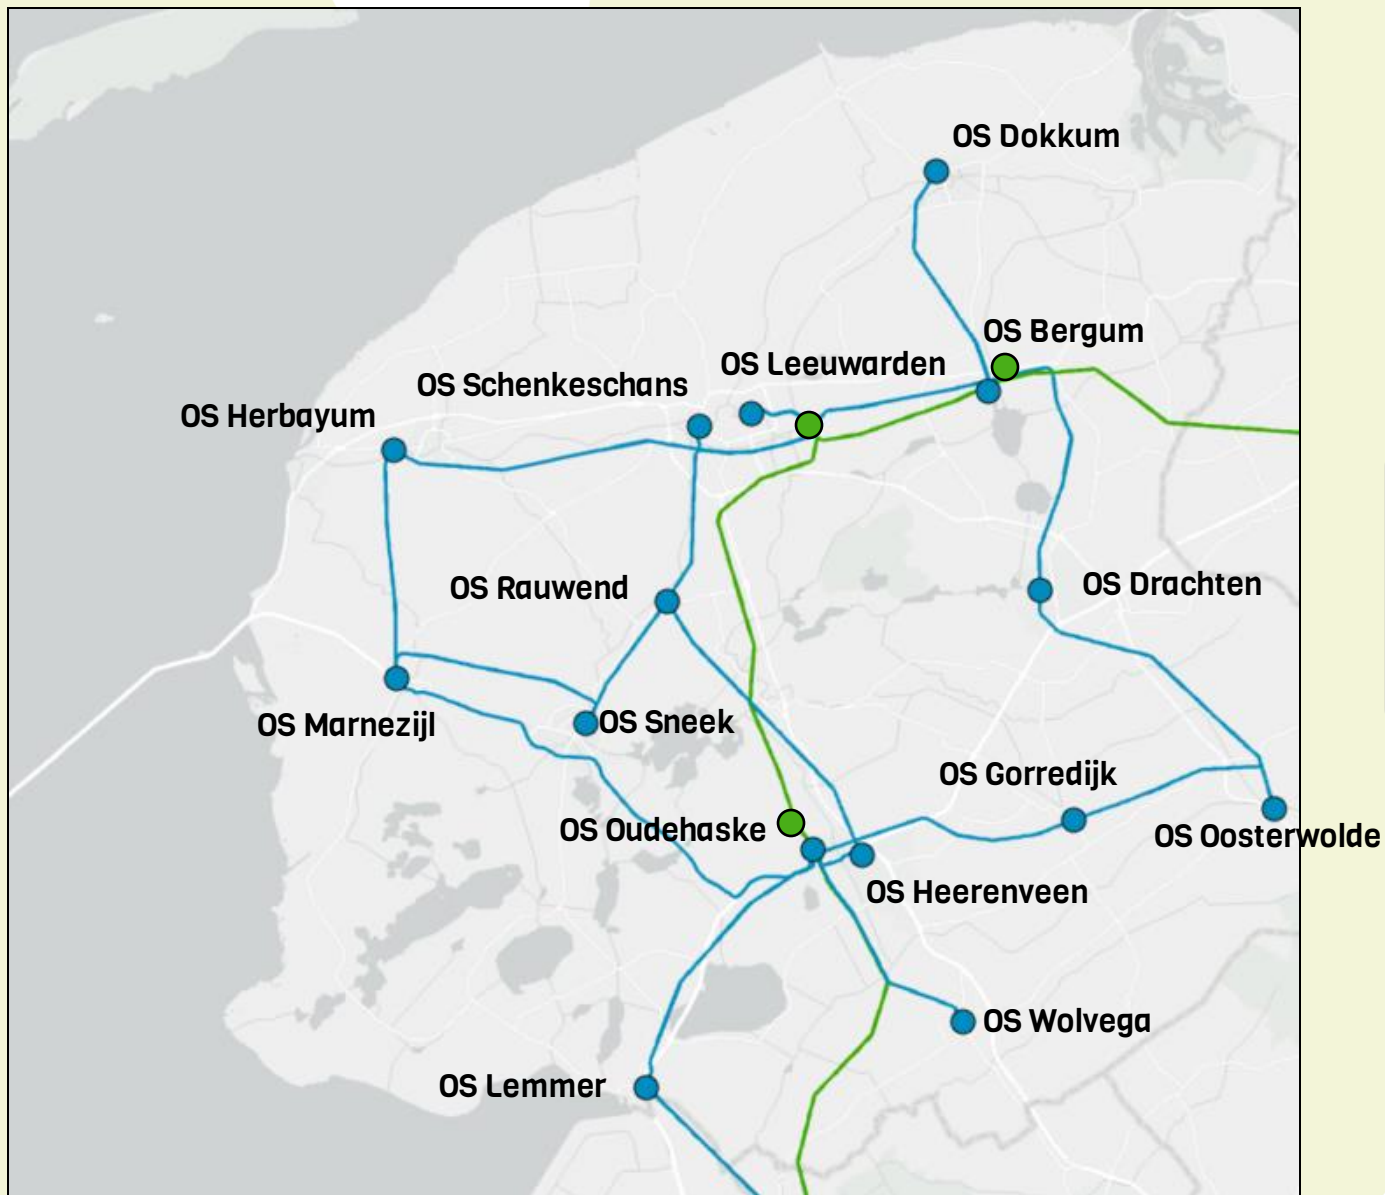 OS Dokkum
OS Bergum
OS Leeuwarden
OS Schenkeschans
OS Herbayum
OS Rauwend
OS Drachten
OS Marnezijl
OS Sneek
OS Gorredijk
OS Oudehaske
OS Oosterwolde
OS Heerenveen
OS Wolvega
OS Lemmer